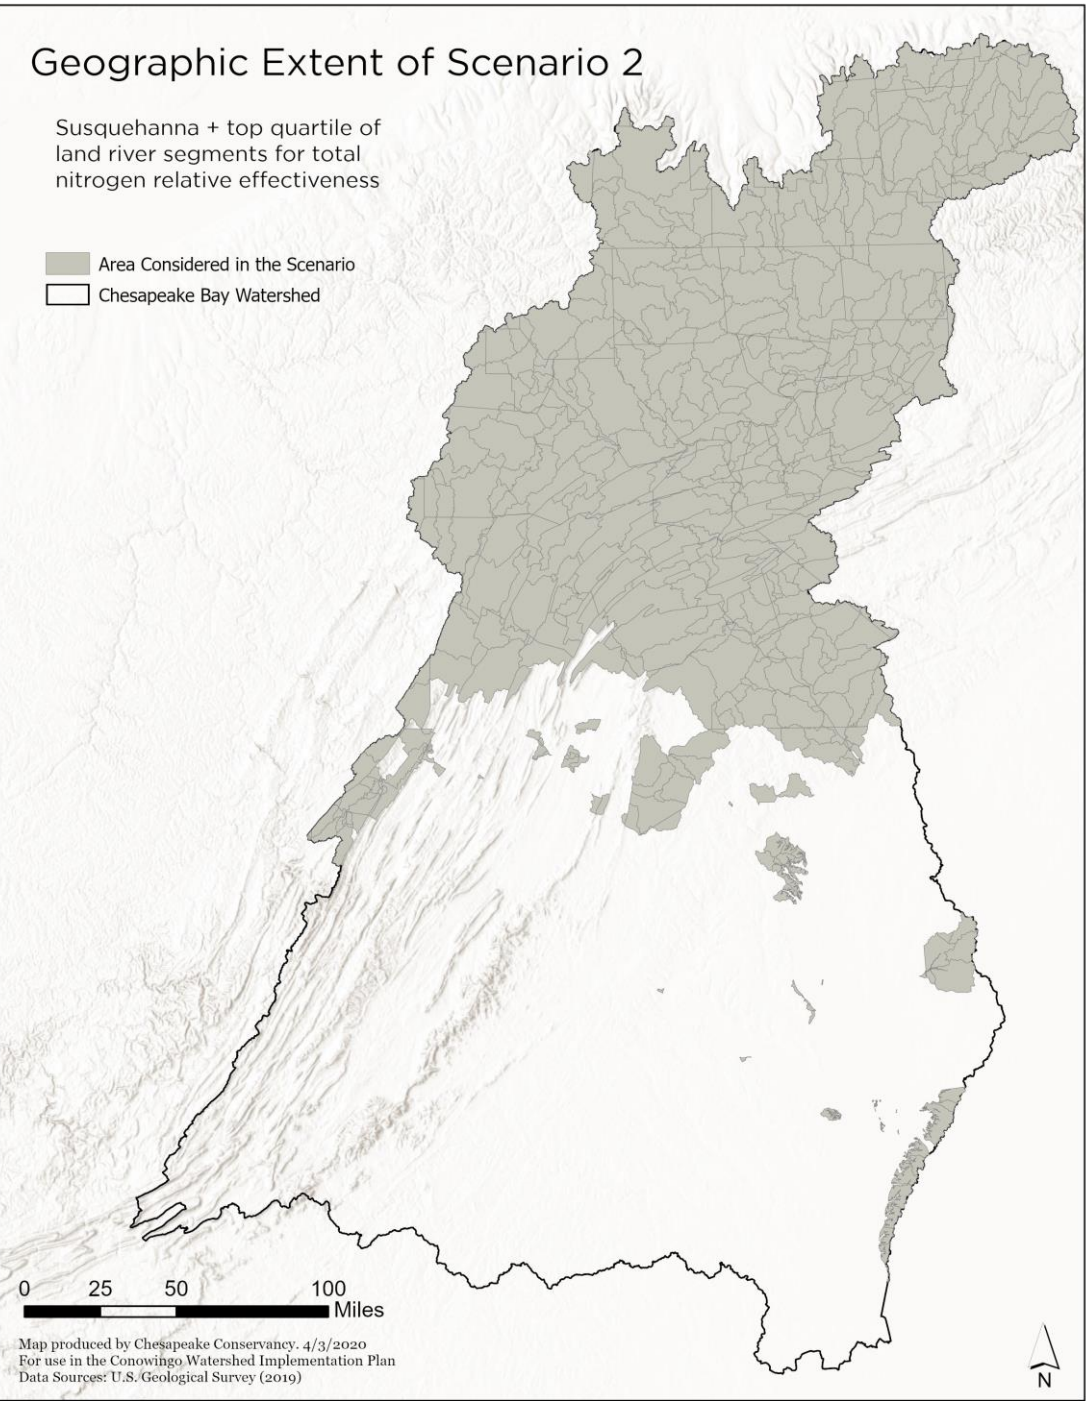 Geographic Extent of Scenario 2
Susquehanna + top quartile of
land river segments for total
nitrogen relative effectiveness
Area Considered in the Scenario
Chesapeake Bay Watershed
0 25 50 100
Miles
Map produced by Chesapeake Conservancy. 4/3/2020
For use in the Conowingo Watershed Implementation Plan
Data Sources: U.S. Geological Survey (2019)
N